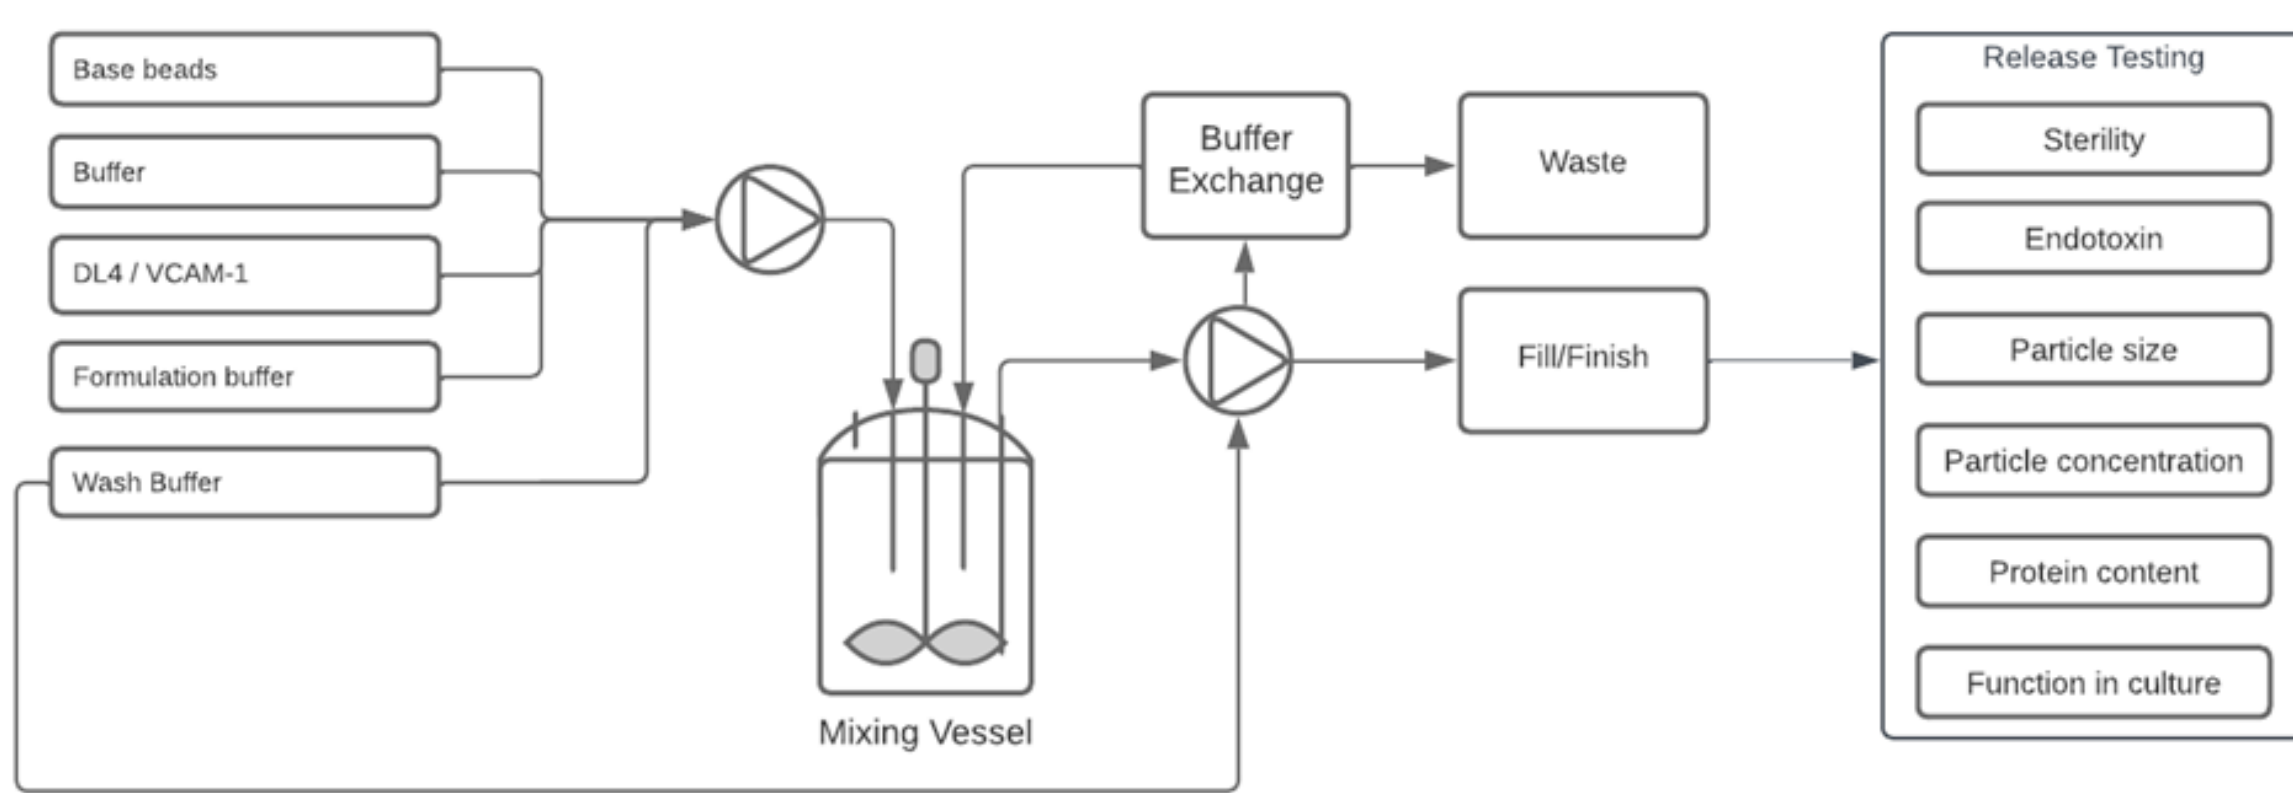 Base beads
Buffer
DL4 / VCAM-1
Formulation buffer
Wash Buffer
Mixing Vessel
Buffer
Exchange
Waste
Fill/Finish
Release Testing
Sterility
Endotoxin
Particle size
Particle concentration
Protein content
Function in culture